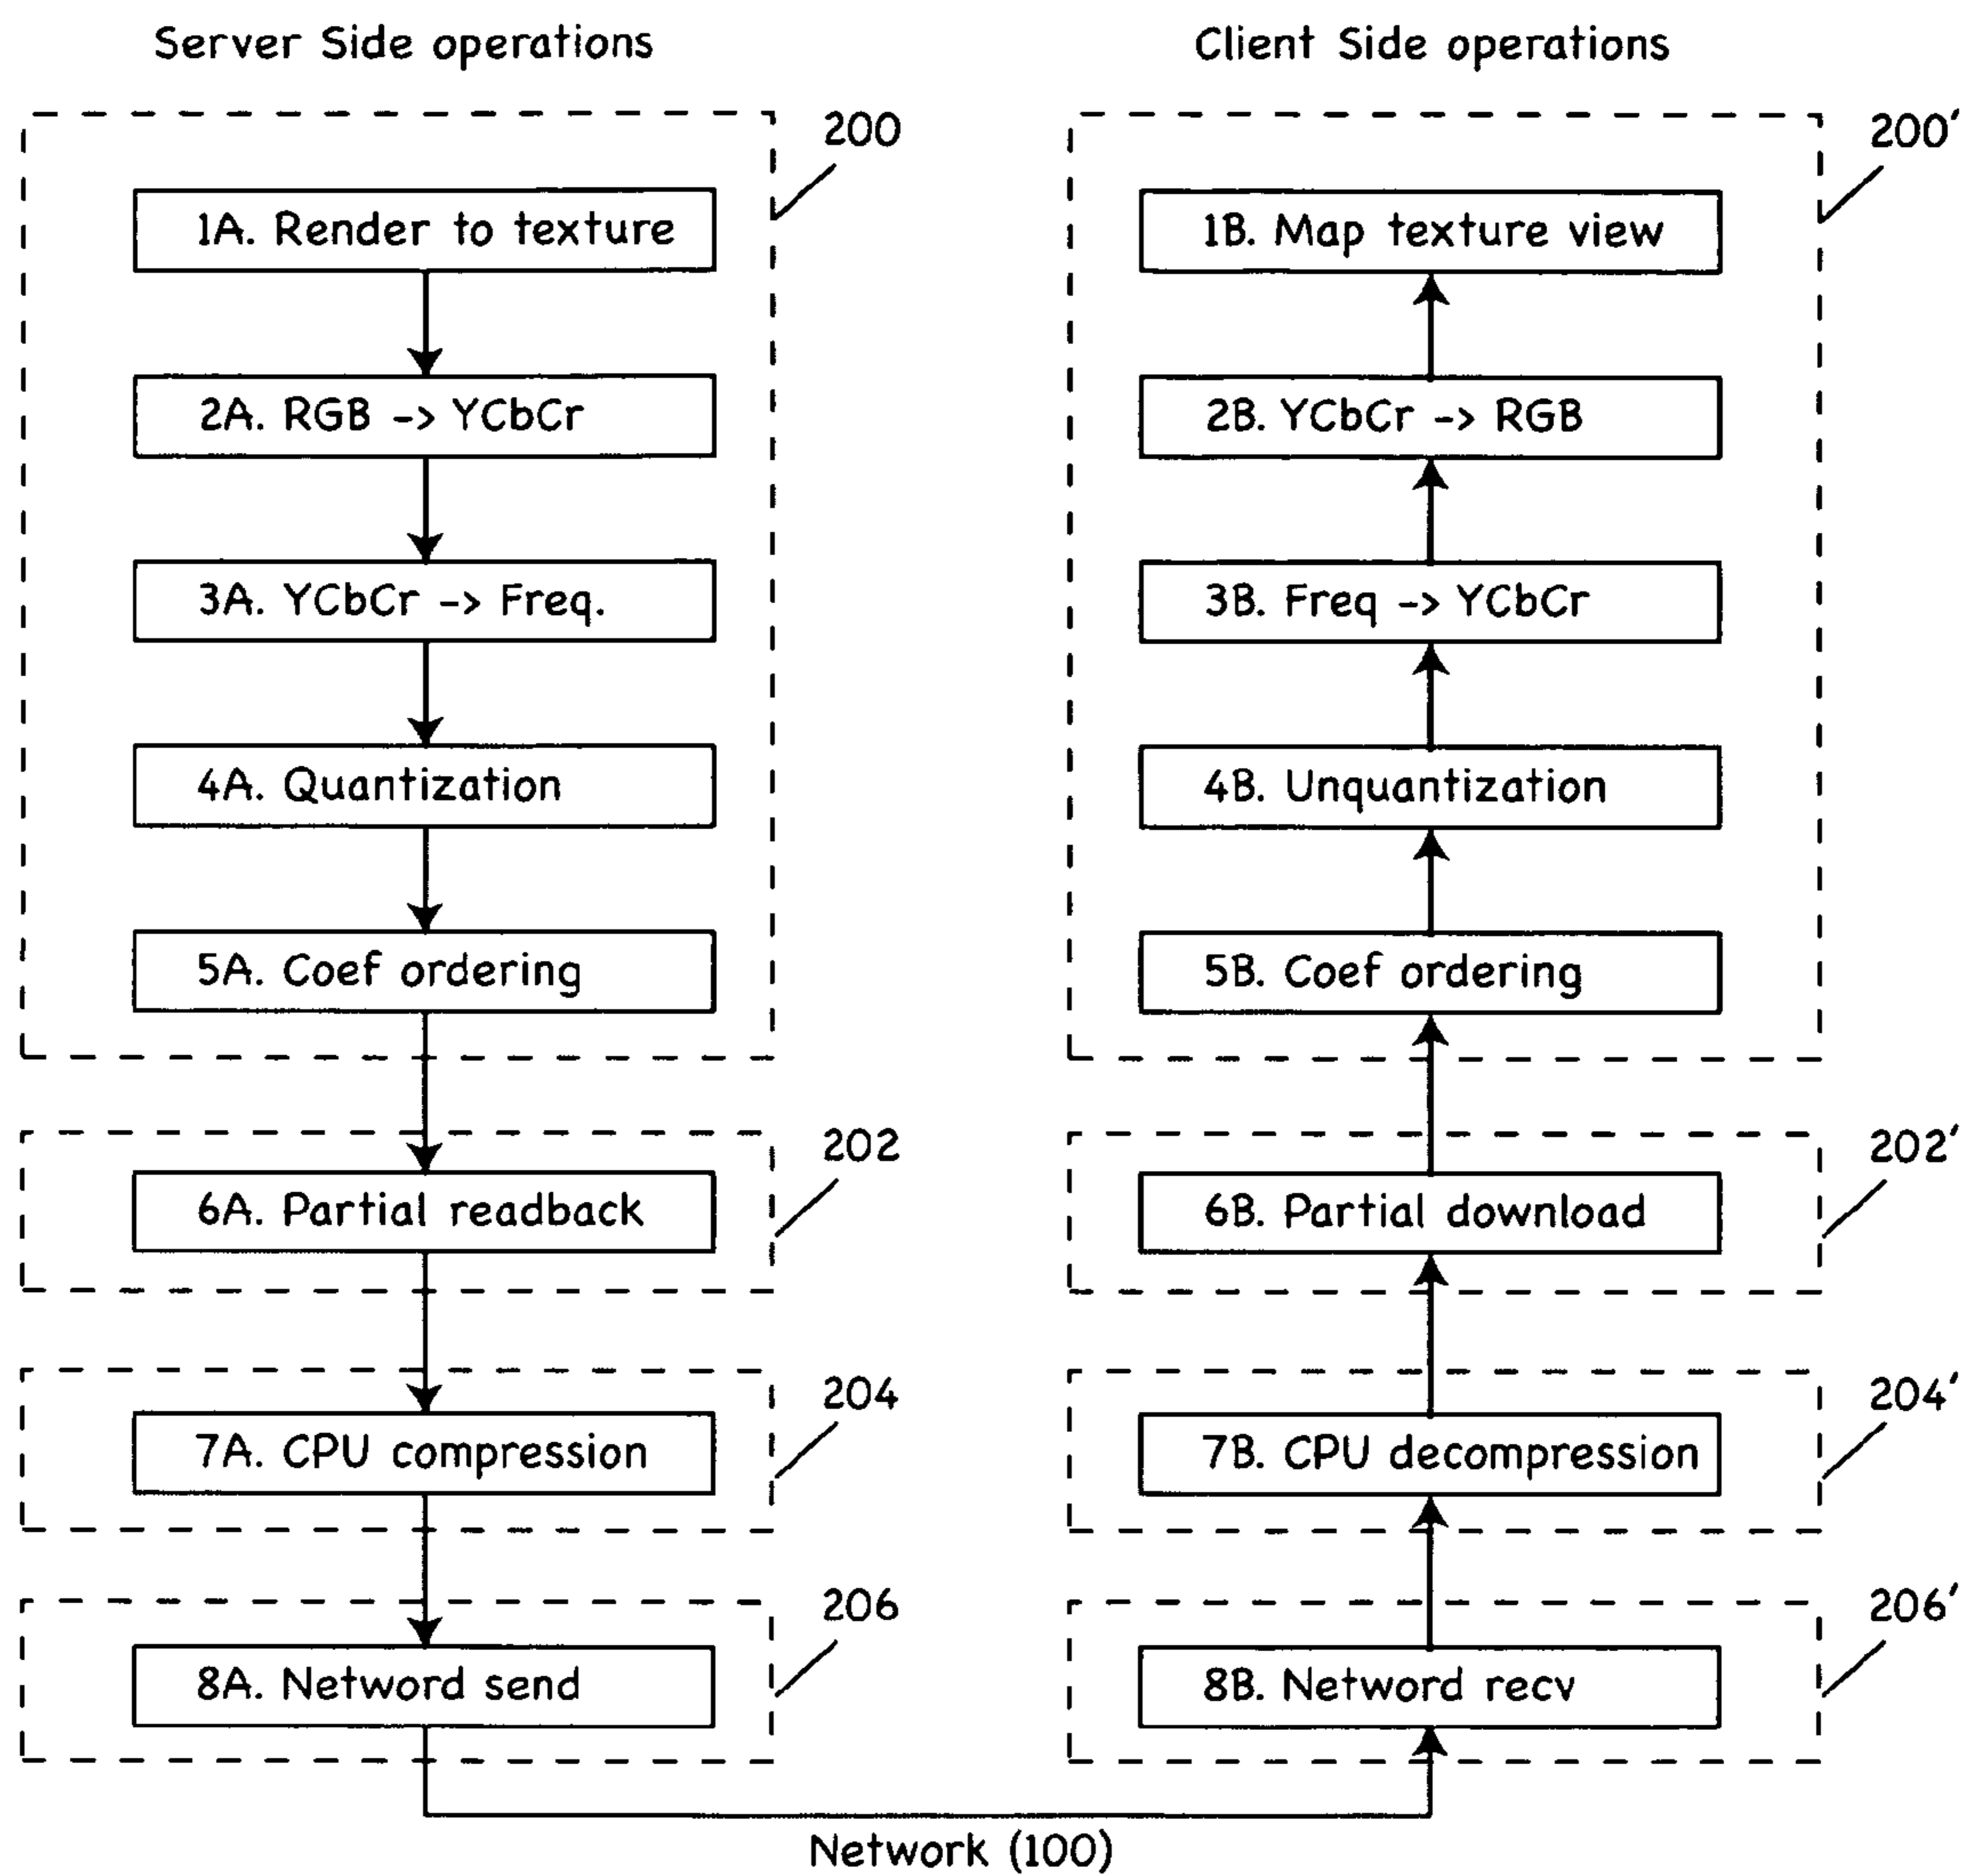 Server Side operations
Client Side operations
200
1A. Render to texture
2A. RGB -> YCbCr
3A. YCbCr -> Freq.
4A. Quantization
5A. Coef ordering
202
6A. Partial readback
204
7A. CPU compression
206
8A. Netword send
200'
1B. Map texture view
2B. YCbCr -> RGB
3B. Freq -> YCbCr
4B. Unquantization
5B. Coef ordering
202'
6B. Partial download
204'
7B. CPU decompression
206'
8B. Netword recv
Network (100)